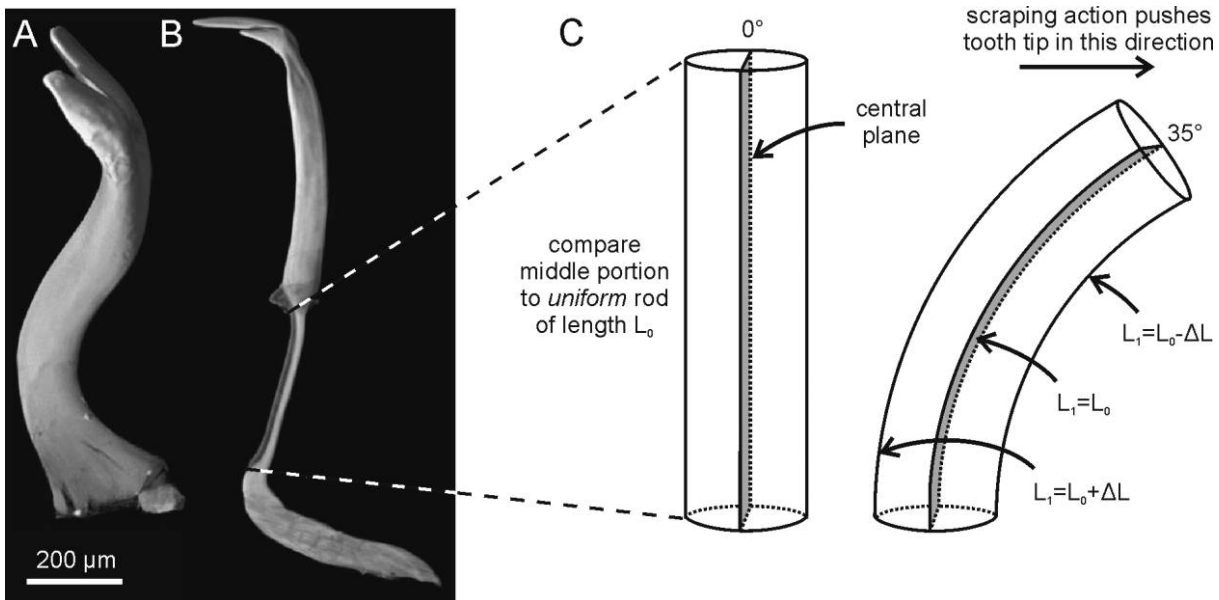 A
B
200 µm
C
0°
central
plane
compare
middle portion
to uniform rod
of length L₀
scraping action pushes
tooth tip in this direction
35°
L₁=L₀-ΔL
L₁=L₀
L₁=L₀+ΔL